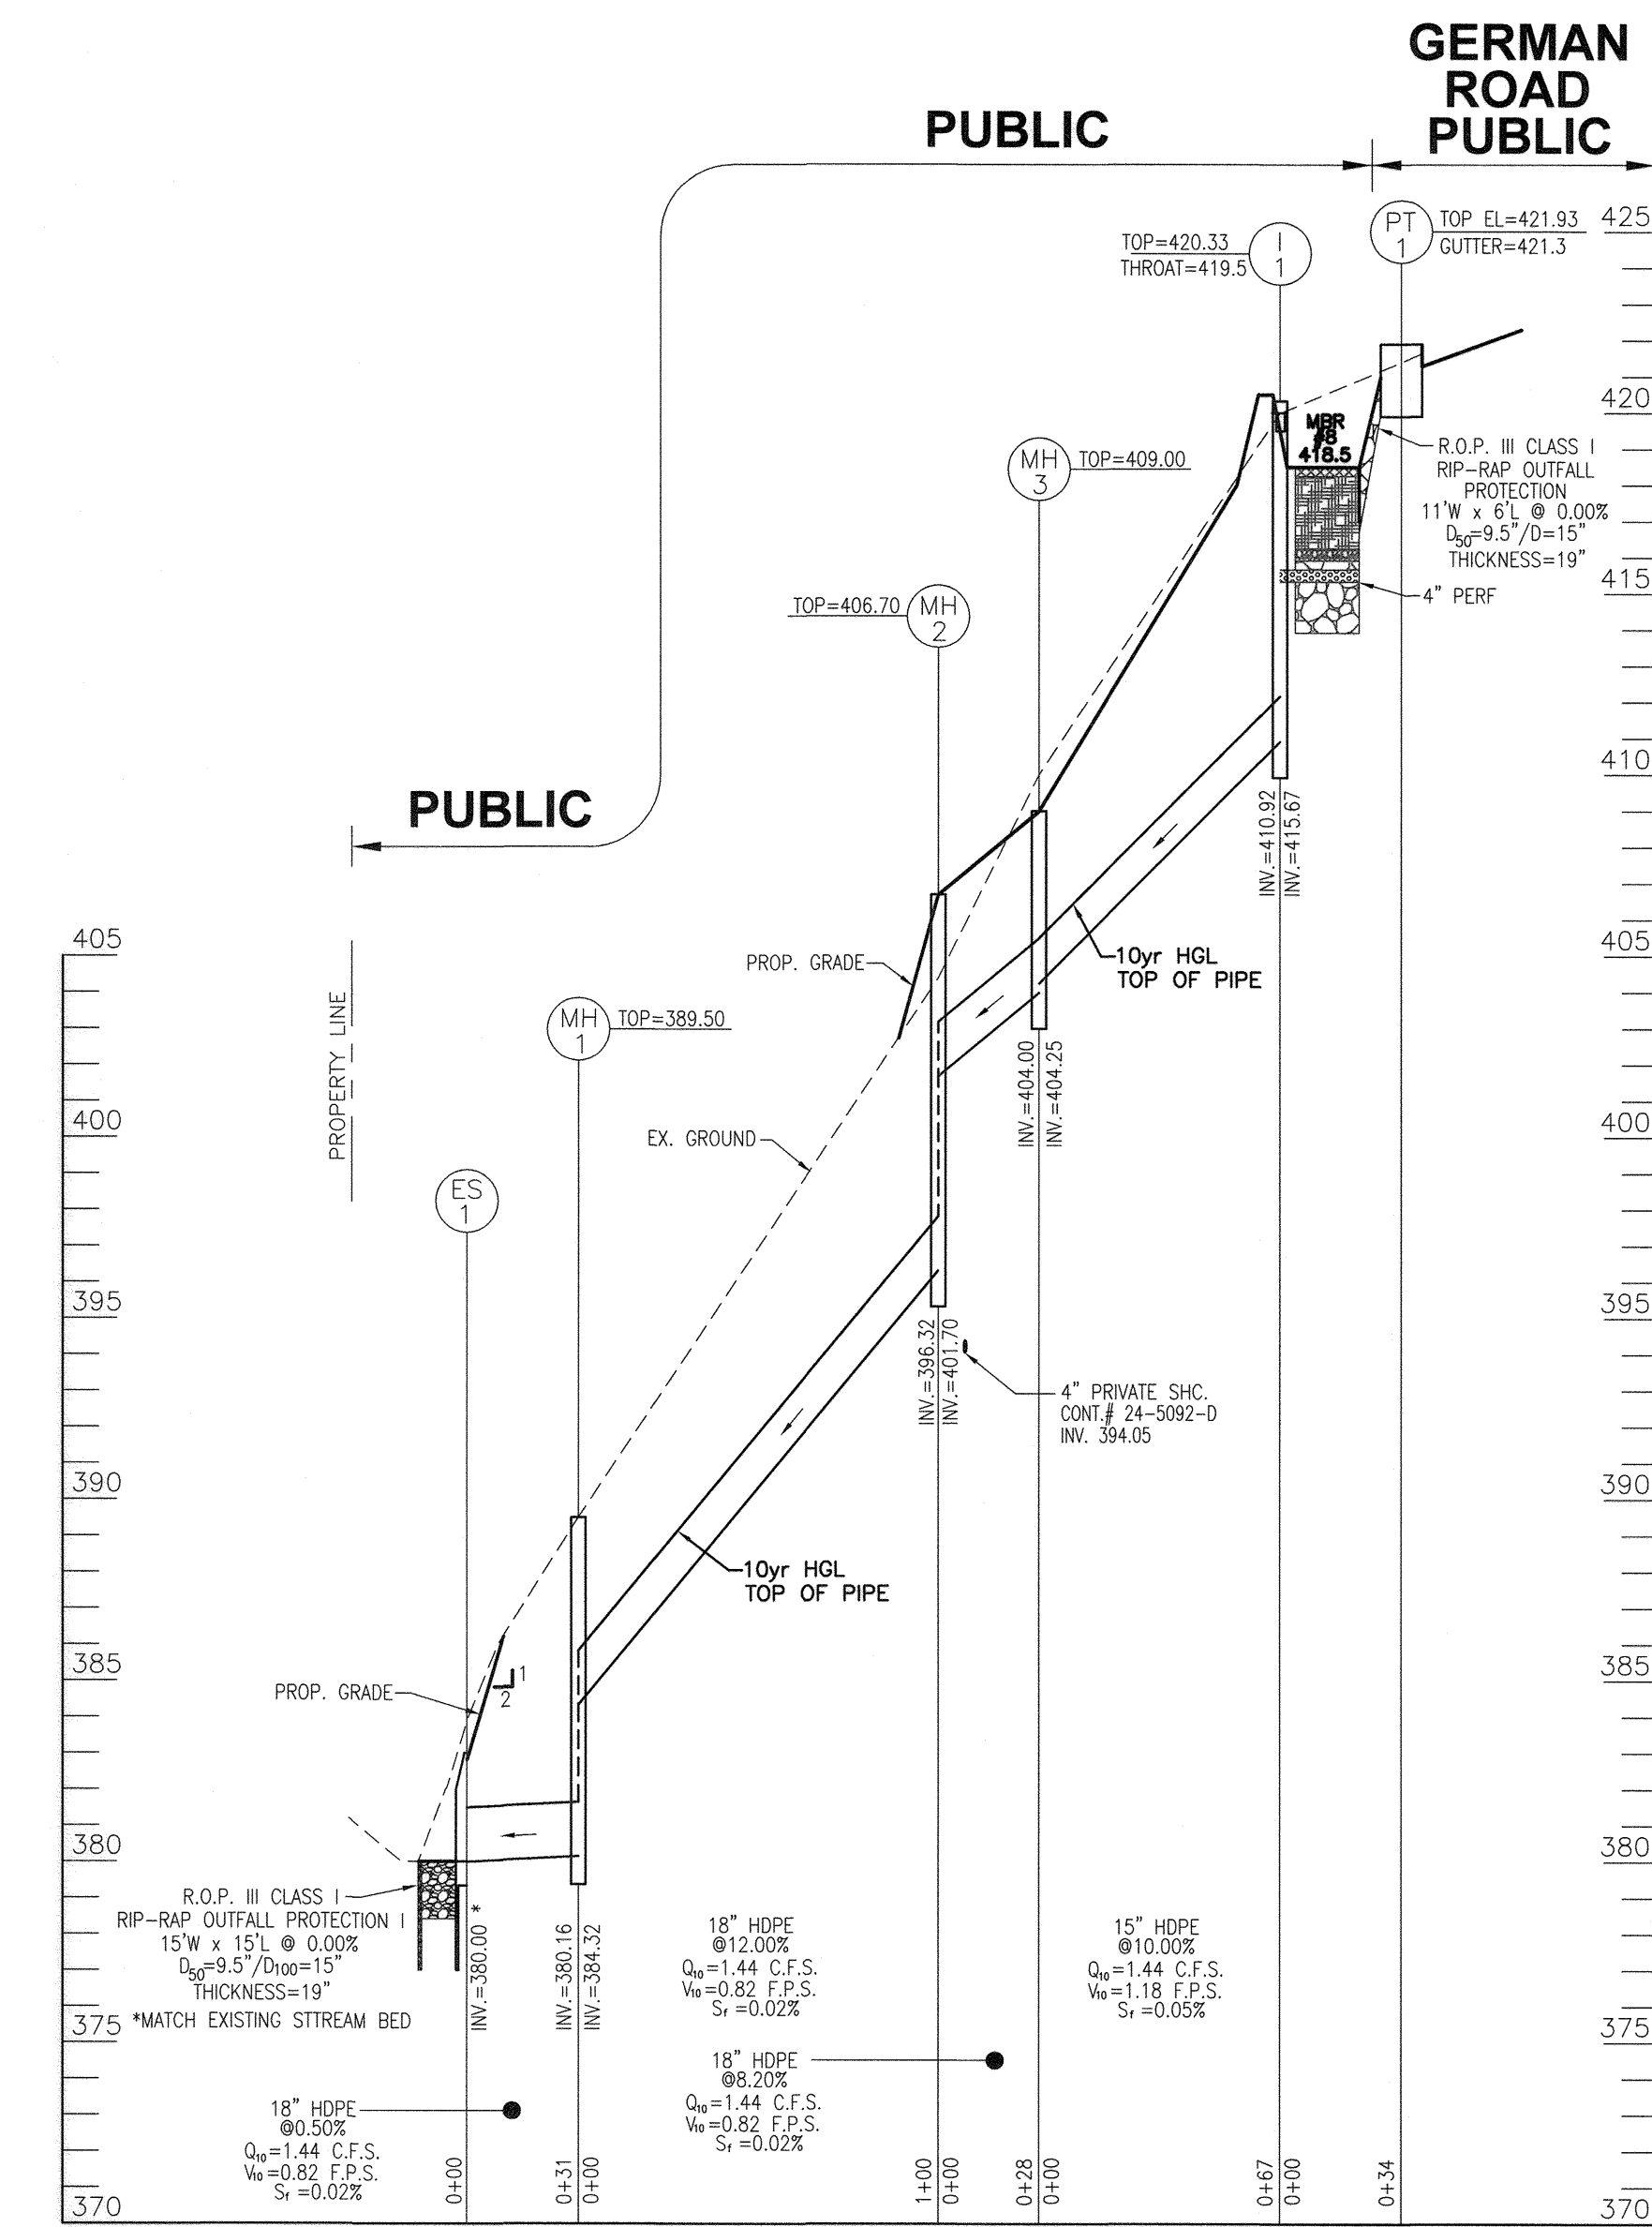 GERMAN
ROAD
PUBLIC
PUBLIC
PT
1
TOP EL=421.93
GUTTER=421.3
425
TOP=420.33
THROAT=419.5
I
1
420
MBR
#8
418.5
R.O.P. III CLASS I
RIP-RAP OUTFALL
PROTECTION
11'W x 6'L @ 0.00%
D50=9.5"/D=15"
THICKNESS=19"
MH
3
TOP=409.00
415
4" PERF
TOP=406.70
MH
2
410
INV.=410.92
INV.=415.67
PUBLIC
405
405
PROP. GRADE
10yr HGL
TOP OF PIPE
PROPERTY LINE
MH
1
TOP=389.50
INV.=404.00
INV.=404.25
400
400
EX. GROUND
ES
1
395
395
INV.=396.32
INV.=401.70
4" PRIVATE SHC.
CONT.# 24-5092-D
INV. 394.05
390
390
10yr HGL
TOP OF PIPE
385
385
PROP. GRADE
1
2
380
380
R.O.P. III CLASS I
RIP-RAP OUTFALL PROTECTION I
15'W x 15'L @ 0.00%
D50=9.5"/D100=15"
THICKNESS=19"
*MATCH EXISTING STTREAM BED
INV.=380.00 *
INV.=380.16
INV.=384.32
18" HDPE
@12.00%
Q10=1.44 C.F.S.
V10=0.82 F.P.S.
Sf =0.02%
15" HDPE
@10.00%
Q10=1.44 C.F.S.
V10=1.18 F.P.S.
Sf =0.05%
375
375
18" HDPE
@8.20%
Q10=1.44 C.F.S.
V10=0.82 F.P.S.
Sf =0.02%
18" HDPE
@0.50%
Q10=1.44 C.F.S.
V10=0.82 F.P.S.
Sf =0.02%
0+00
0+31
0+00
1+00
0+00
0+28
0+00
0+67
0+00
0+34
370
370